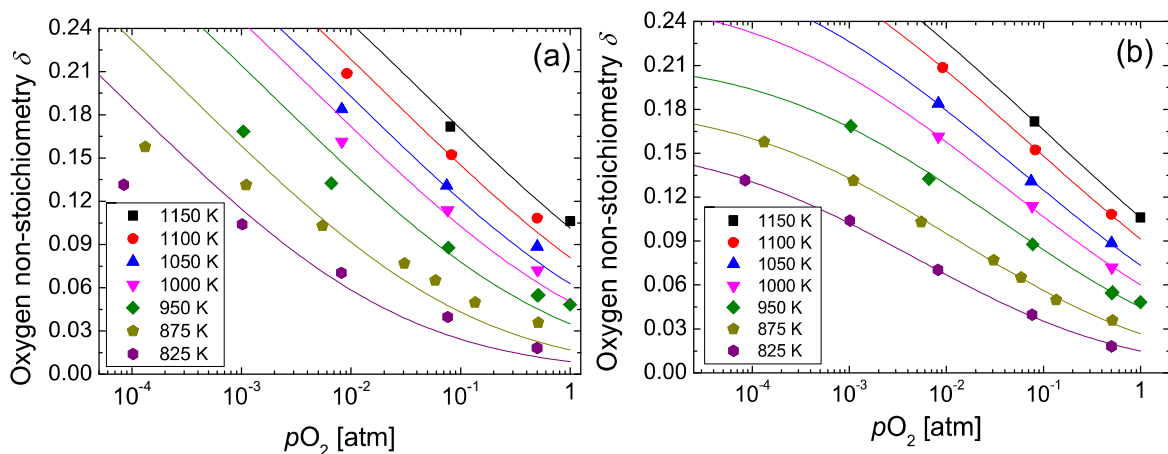 0.24
0.21
0.18
0.15
0.12
0.09
0.06
0.03
0.00
Oxygen non-stoichiometry δ
(a)
1150 K
1100 K
1050 K
1000 K
950 K
875 K
825 K
10⁻⁴ 10⁻³ 10⁻² 10⁻¹ 1
pO₂ [atm]
0.24
0.21
0.18
0.15
0.12
0.09
0.06
0.03
0.00
Oxygen non-stoichiometry δ
(b)
1150 K
1100 K
1050 K
1000 K
950 K
875 K
825 K
10⁻⁴ 10⁻³ 10⁻² 10⁻¹ 1
pO₂ [atm]